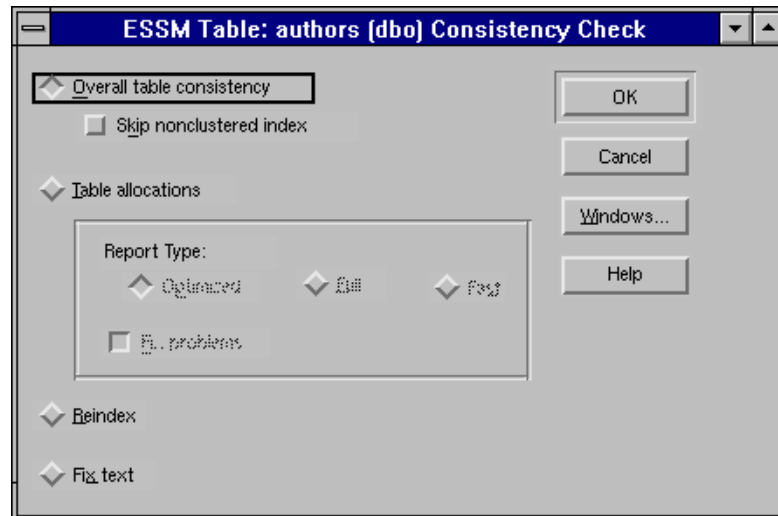 ESSM Table: authors (dbo) Consistency Check
Overall table consistency
Skip nonclustered index
Table allocations
Report Type:
Optimized Full Fast
problems
Reindex
Fix text
OK
Cancel
Windows...
Help